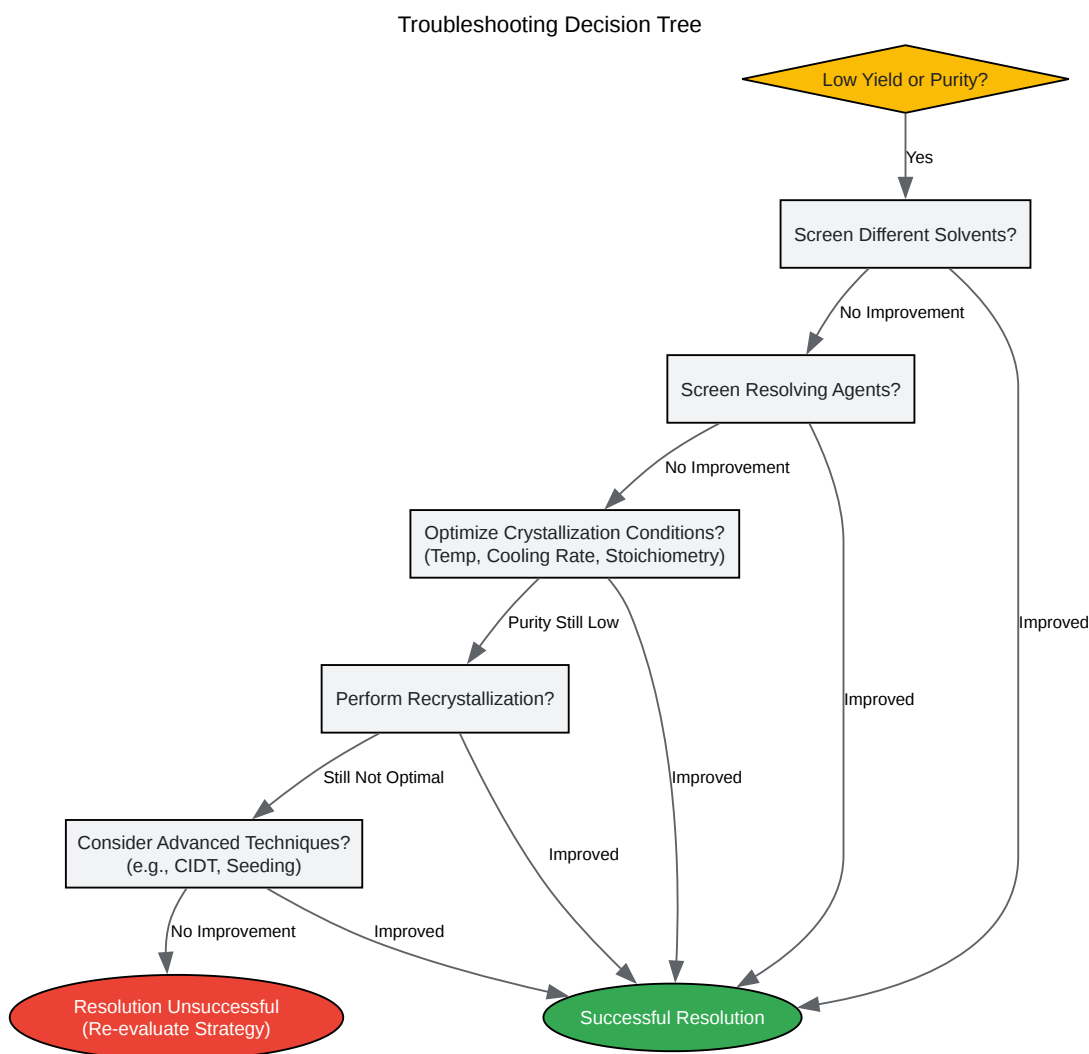 Troubleshooting Decision Tree
Low Yield or Purity?
Yes
Screen Different Solvents?
No Improvement
Screen Resolving Agents?
No Improvement
Optimize Crystallization Conditions?
(Temp, Cooling Rate, Stoichiometry)
Purity Still Low
Improved
Perform Recrystallization?
Improved
Still Not Optimal
Improved
Consider Advanced Techniques?
(e.g., CIDT, Seeding)
Improved
No Improvement
Improved
Resolution Unsuccessful
(Re-evaluate Strategy)
Successful Resolution